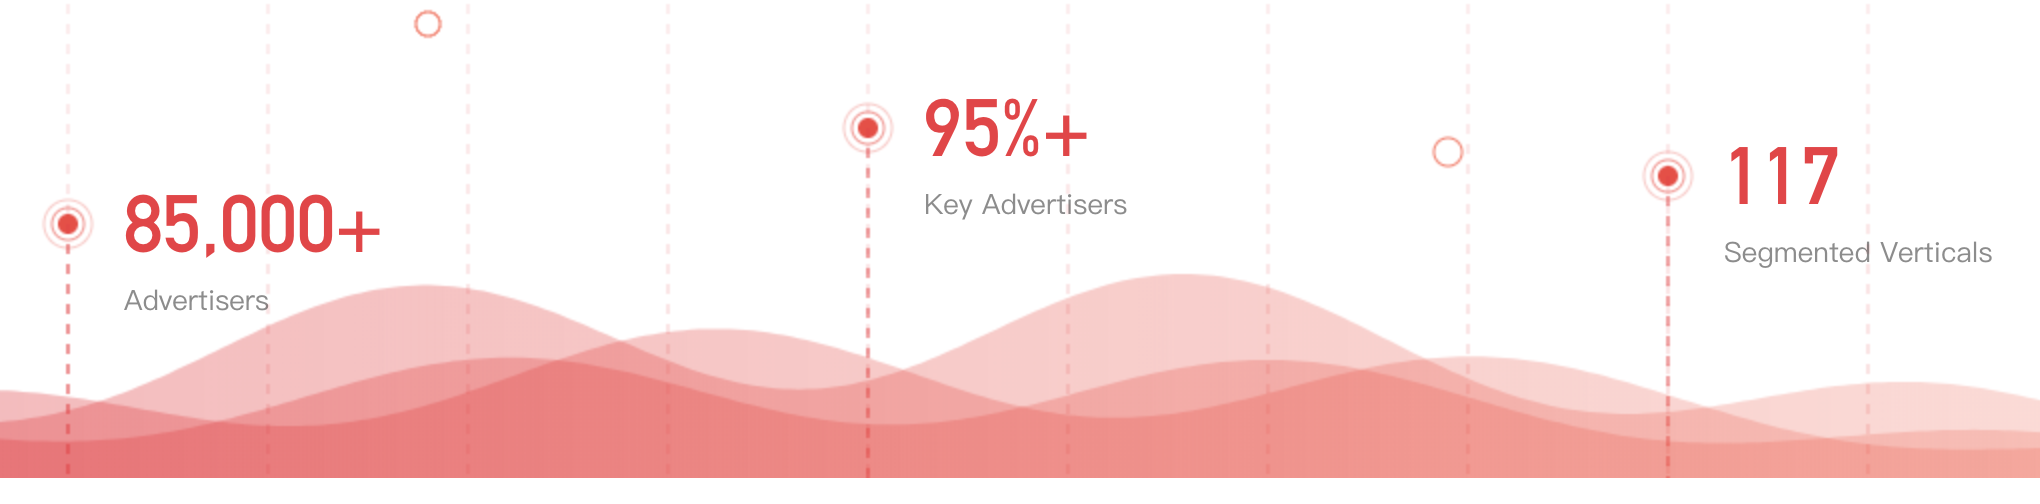 85,000+
Advertisers
95%+
Key Advertisers
117
Segmented Verticals